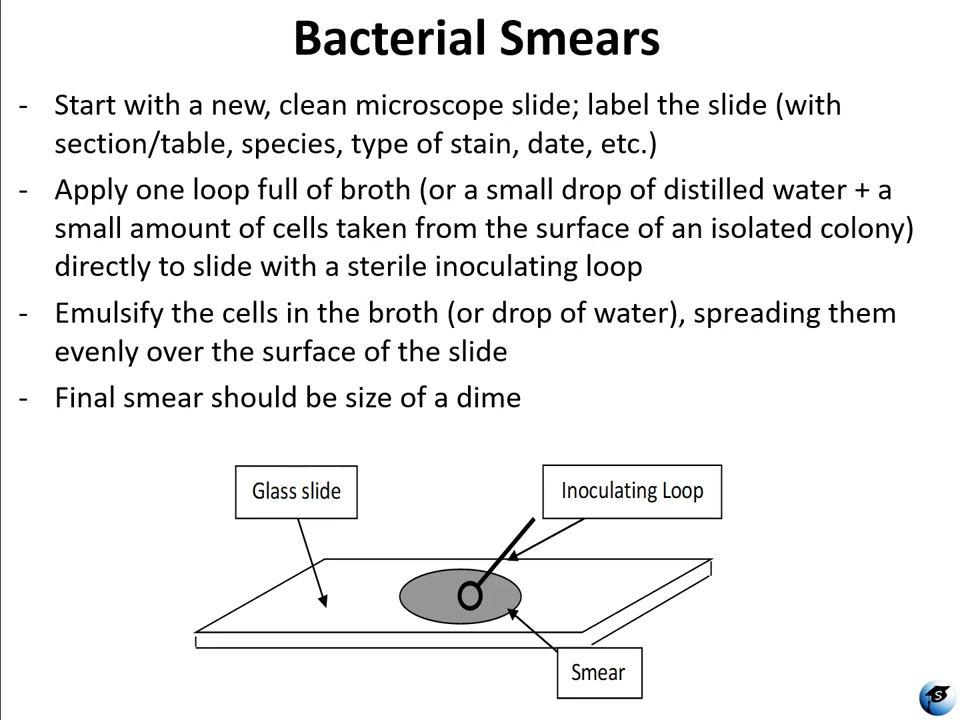 Bacterial Smears
- Start with a new, clean microscope slide; label the slide (with
section/table, species, type of stain, date, etc.)
- Apply one loop full of broth (or a small drop of distilled water + a
small amount of cells taken from the surface of an isolated colony)
directly to slide with a sterile inoculating loop
- Emulsify the cells in the broth (or drop of water), spreading them
evenly over the surface of the slide
- Final smear should be size of a dime
Glass slide
Inoculating Loop
Smear
S